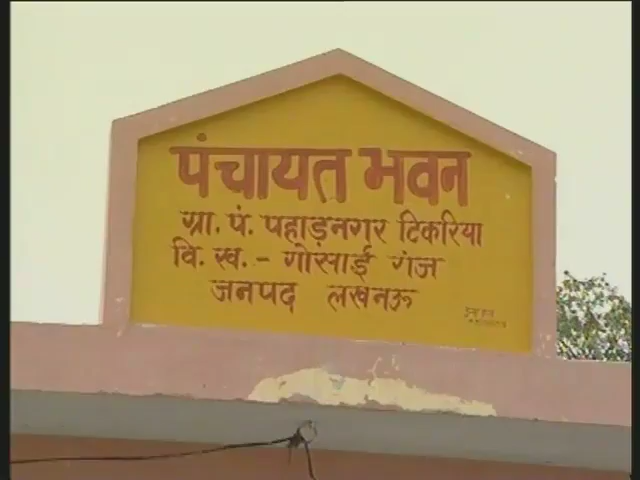 पंचायत भवन
ग्रा. पं. पहाड़नगर टिकरिया
वि. ख. - गोसाई गंज
जनपद लखनऊ